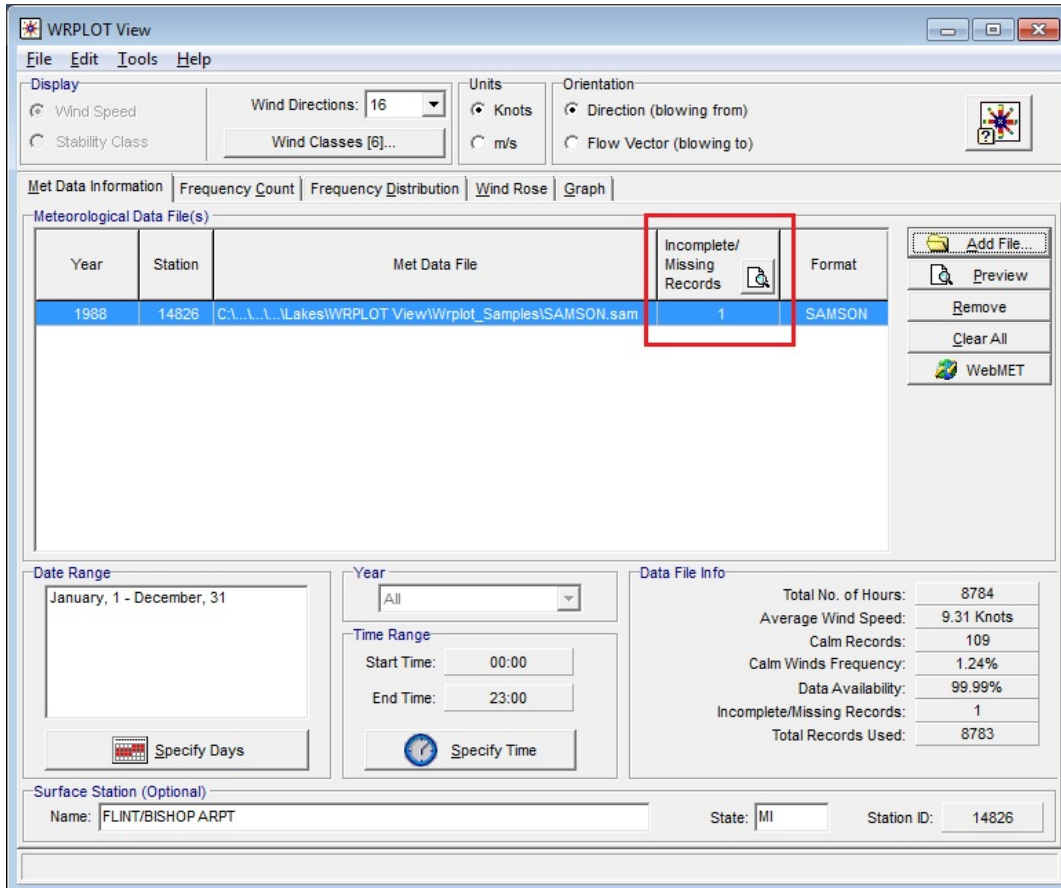 WRPLOT View
File Edit Tools Help
Display
Wind Speed
Stability Class
Wind Directions: 16
Wind Classes [6]...
Units
Knots
m/s
Orientation
Direction (blowing from)
Flow Vector (blowing to)
?
Met Data Information Frequency Count Frequency Distribution Wind Rose Graph
Meteorological Data File(s)
Year Station Met Data File Incomplete/ Missing Records Format
1988 14826 C:\...\...\...\Lakes\WRPLOT View\Wrplot_Samples\SAMSON.sam 1 SAMSON
Add File...
Preview
Remove
Clear All
WebMET
Date Range
January, 1 - December, 31
Specify Days
Year
All
Time Range
Start Time: 00:00
End Time: 23:00
Specify Time
Data File Info
Total No. of Hours: 8784
Average Wind Speed: 9.31 Knots
Calm Records: 109
Calm Winds Frequency: 1.24%
Data Availability: 99.99%
Incomplete/Missing Records: 1
Total Records Used: 8783
Surface Station (Optional)
Name: FLINT/BISHOP ARPT State: MI Station ID: 14826